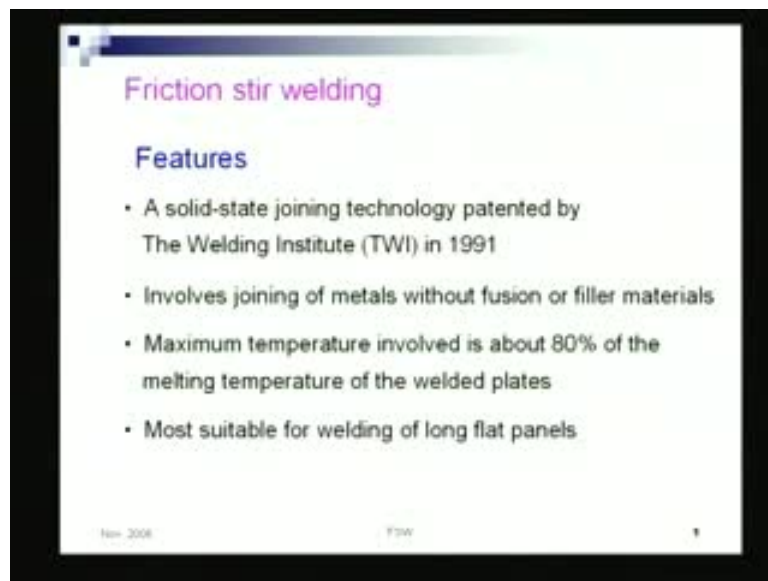 Friction stir welding
Features
• A solid-state joining technology patented by
The Welding Institute (TWI) in 1991
• Involves joining of metals without fusion or filler materials
• Maximum temperature involved is about 80% of the
melting temperature of the welded plates
• Most suitable for welding of long flat panels
FSW